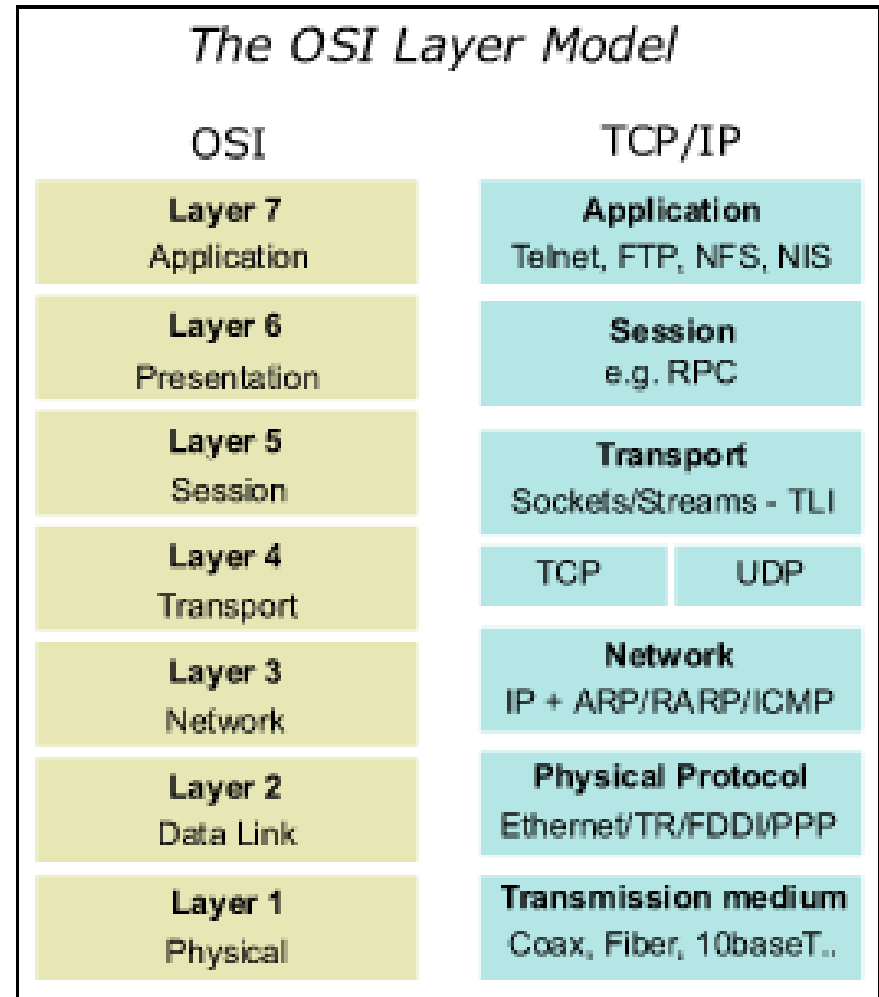 The OSI Layer Model
OSI
Layer 7
Application
Layer 6
Presentation
Layer 5
Session
Layer 4
Transport
Layer 3
Network
Layer 2
Data Link
Layer 1
Physical
TCP/IP
Application
Telnet, FTP, NFS, NIS
Session
e.g. RPC
Transport
Sockets/Streams - TLI
TCP
UDP
Network
IP + ARP/RARP/ICMP
Physical Protocol
Ethernet/TR/FDDI/PPP
Transmission medium
Coax, Fiber, 10baseT..